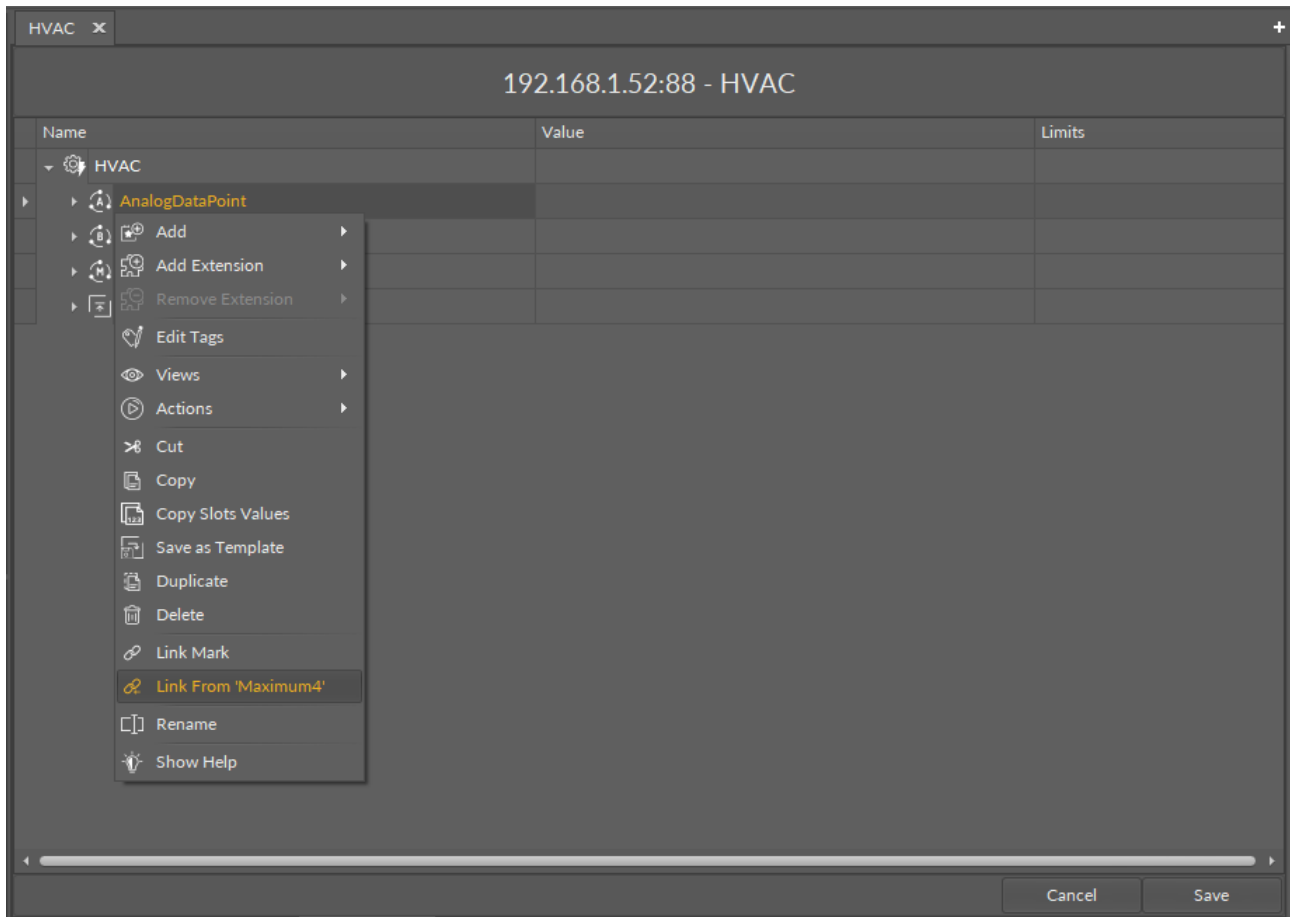 HVAC
192.168.1.52:88 - HVAC
Name Value Limits
HVAC
A AnalogDataPoint
B
M
Add
Add Extension
Remove Extension
Edit Tags
Views
Actions
Cut
Copy
123 Copy Slots Values
Save as Template
Duplicate
Delete
Link Mark
Link From 'Maximum4'
Rename
Show Help
Cancel Save